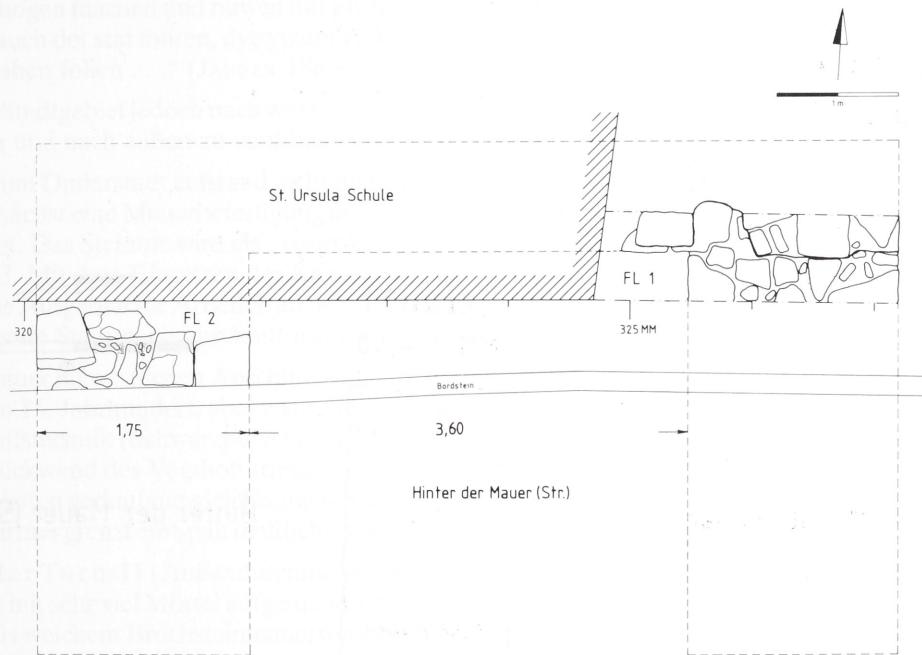 1m
St. Ursula Schule
FL 1
320
FL 2
325 MM
Bordstein
1,75
3,60
Hinter der Mauer (Str.)